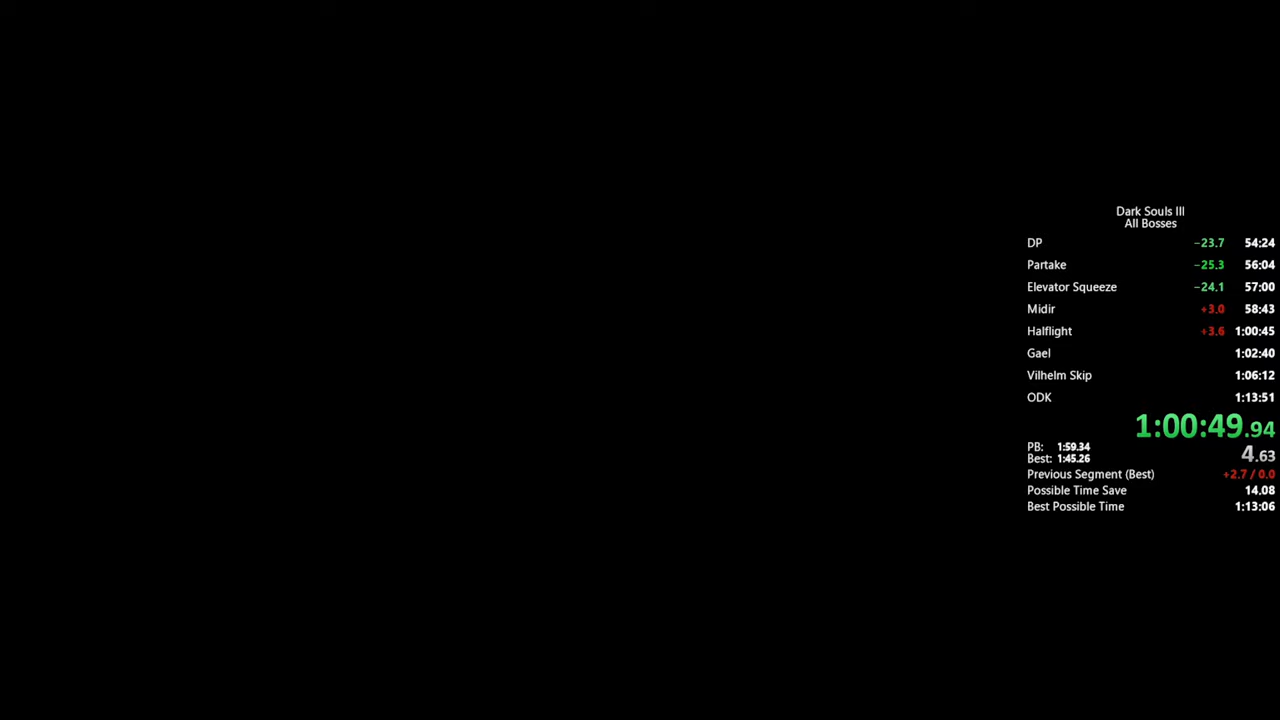 Dark Souls III
All Bosses
DP -23.7 54:24
Partake -25.3 56:04
Elevator Squeeze -24.1 57:00
Midir +3.0 58:43
Halflight +3.6 1:00:45
Gael 1:02:40
Vilhelm Skip 1:06:12
ODK 1:13:51
1:00:49.94
PB: 1:59.34
Best: 1:45.26
4.63
Previous Segment (Best) +2.7 / 0.0
Possible Time Save 14.08
Best Possible Time 1:13:06